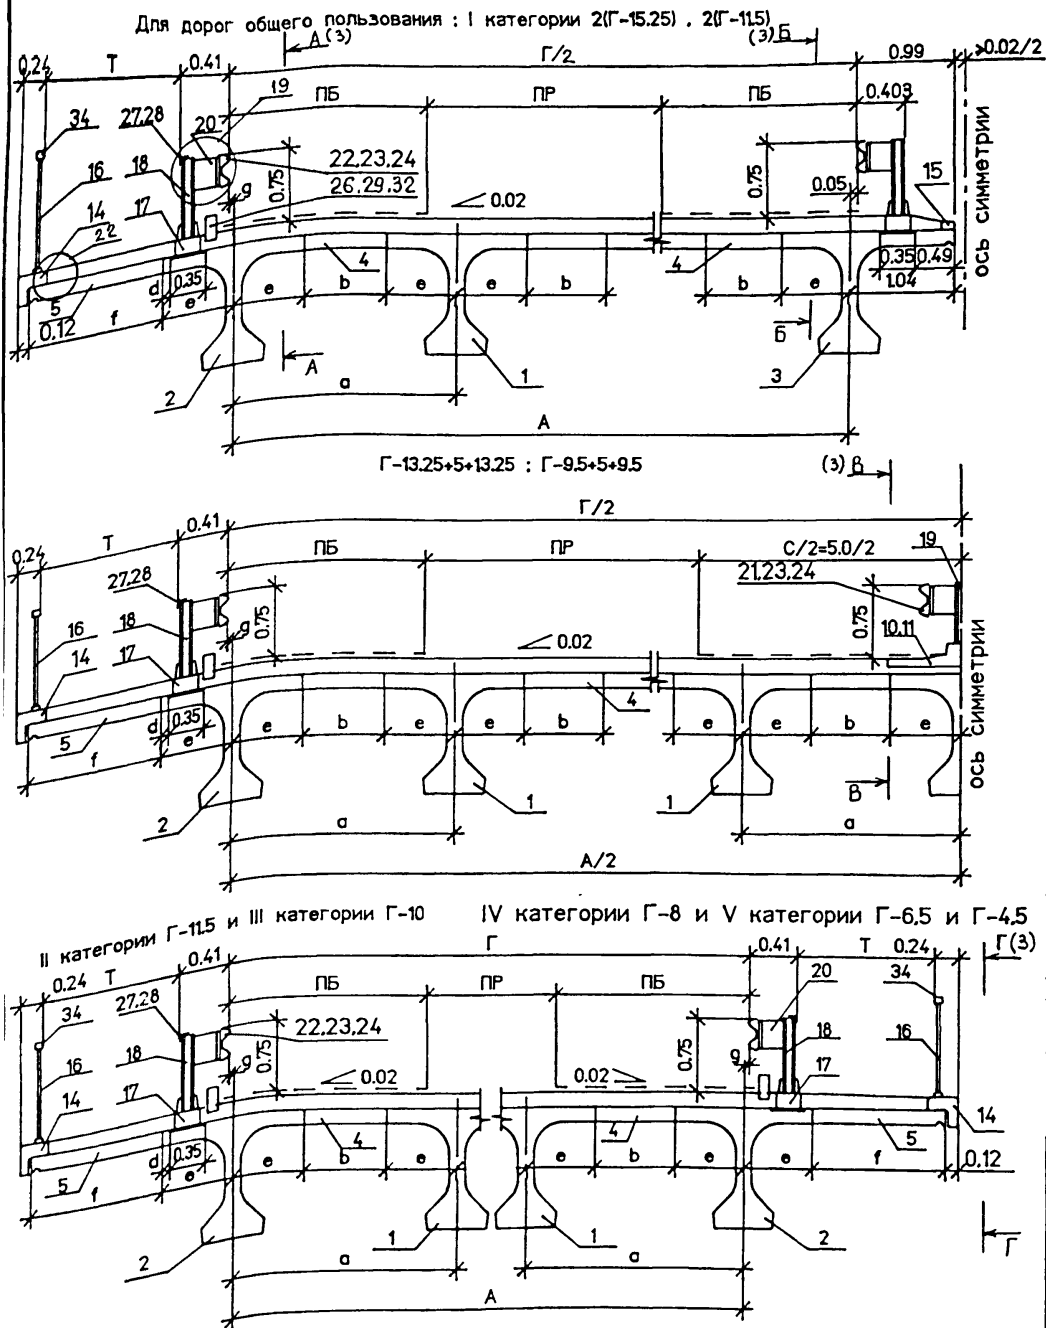 Для дорог общего пользования : I категории 2(Г-15.25) , 2(Г-11.5)
А (3) (3) Б
0.24 Т 0.41 Г/2 0.99 >0.02/2
19 ПБ ПР ПБ 0.403
34 27.28 20
22.23.24
26.29.32
16 18 0.75 0.75 0.05 15
g 0.02
14 17
22
4 4
ось симметрии
0.35 0.49
1.04
5 d 0.35 e b e e b b e
0.12 f e
А Б
2 1 3
a
А
Г-13.25+5+13.25 : Г-9.5+5+9.5 (3) В
Г/2
0.24 Т 0.41 ПБ ПР С/2=5.0/2 19
27.28 21.23.24
0.75 0.75
16 18 g 0.02 10.11
14 17
4
ось симметрии
5 d 0.35 e b e e b e e b e
f e
В
2 1 1
a a
А/2
II категории Г-11.5 и III категории Г-10 IV категории Г-8 и V категории Г-6.5 и Г-4.5
Г 0.41 Т 0.24 Г(3)
0.24 Т 0.41 ПБ ПР ПБ 20 34
34 27.28
22.23.24
16 18 0.75 0.75 18 16
g 0.02 0.02 g 17
14 17
4 4 5 14
5 d 0.35 e b e e b e e f 0.12
f e
2 1 1 2 Г
a a
А